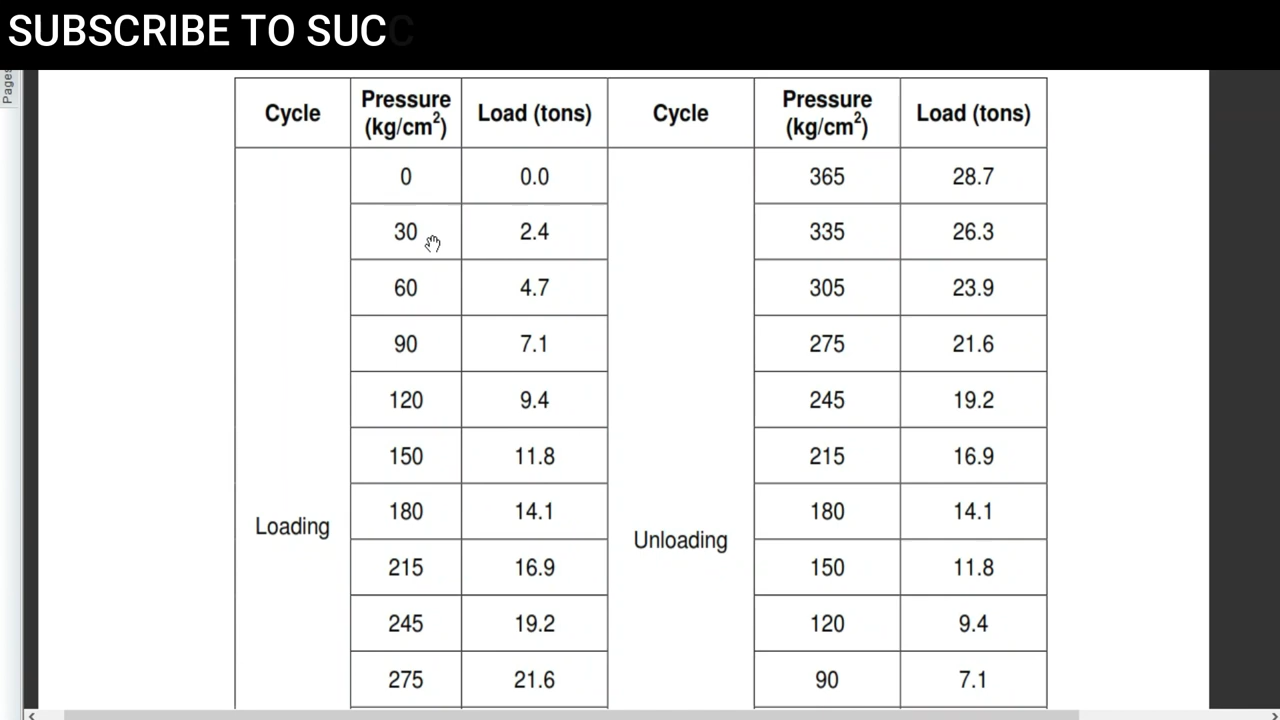 SUBSCRIBE TO SUCC
Pages
Cycle Pressure (kg/cm²) Load (tons) Cycle Pressure (kg/cm²) Load (tons)
0 0.0 365 28.7
30 2.4 335 26.3
60 4.7 305 23.9
90 7.1 275 21.6
120 9.4 245 19.2
150 11.8 215 16.9
180 14.1 180 14.1
Loading Unloading
215 16.9 150 11.8
245 19.2 120 9.4
275 21.6 90 7.1